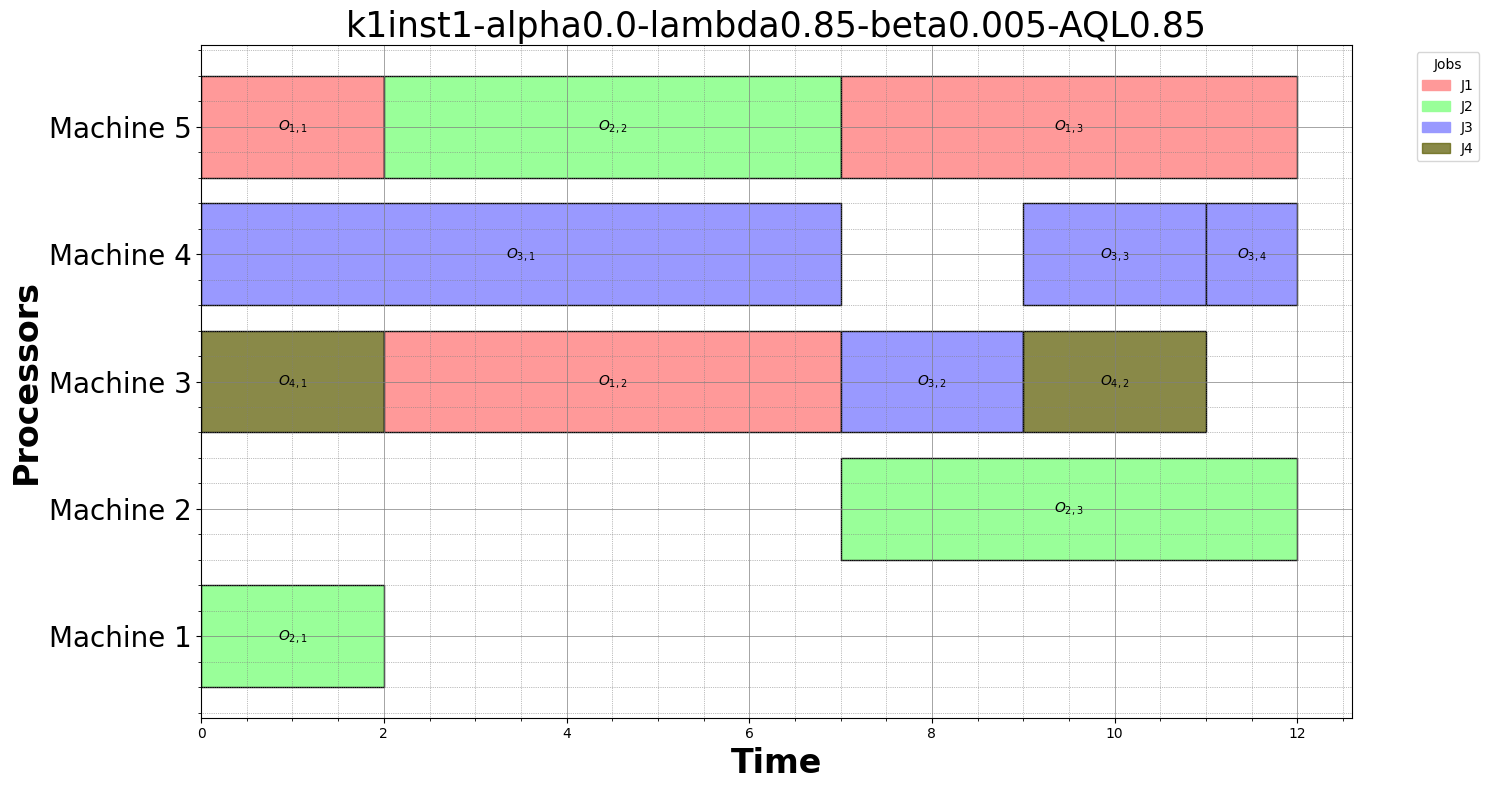 k1inst1-alpha0.0-lambda0.85-beta0.005-AQL0.85
Jobs
J1
J2
J3
J4
Processors
Machine 5
O1,1
O2,2
O1,3
Machine 4
O3,1
O3,3
O3,4
Machine 3
O4,1
O1,2
O3,2
O4,2
Machine 2
O2,3
Machine 1
O2,1
0 2 4 6 8 10 12
Time